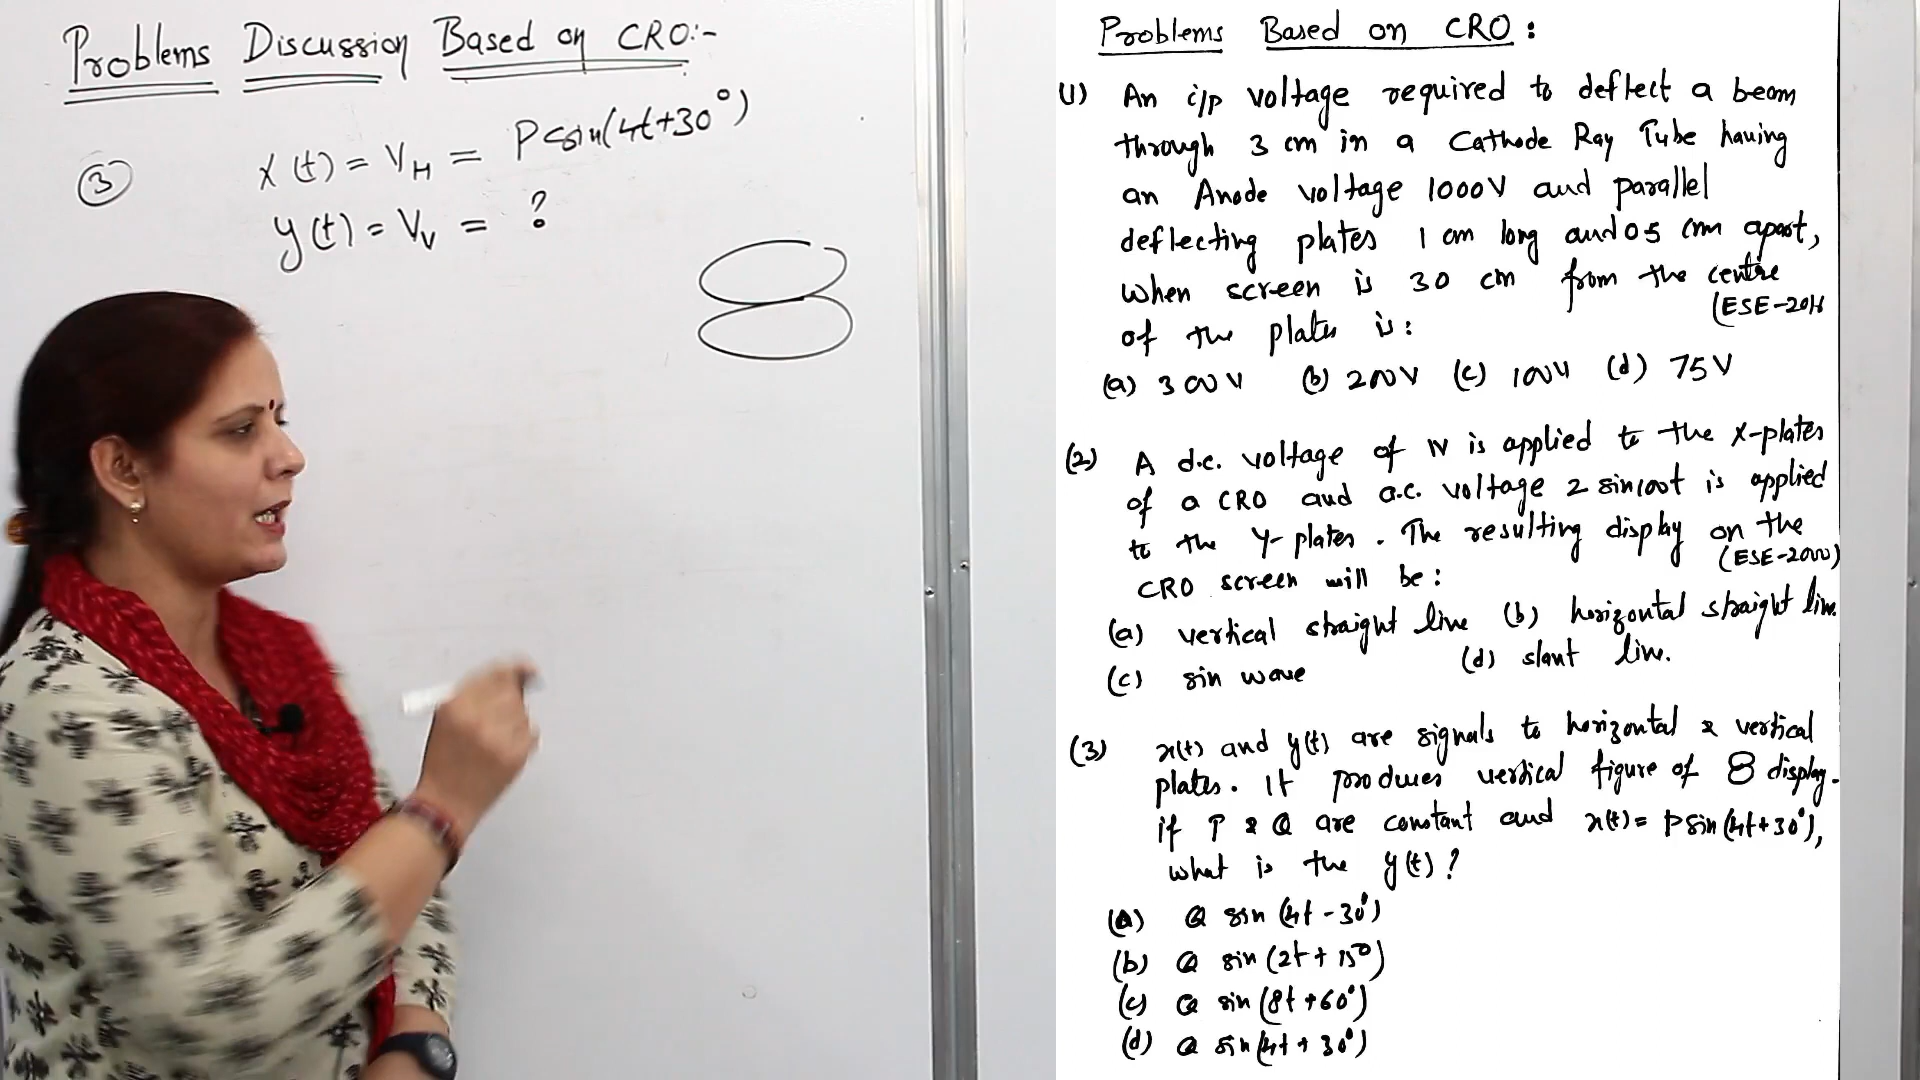 Problems Discussion Based on CRO:-
③ x(t) = V_H = P sin(4t+30°)
y(t) = V_V = ?
Problems Based on CRO :
(1) An i/p voltage required to deflect a beam
through 3 cm in a Cathode Ray Tube having
an Anode voltage 1000V and parallel
deflecting plates 1 cm long and 0.5 cm apart,
when screen is 30 cm from the centre
(ESE-
of the plates is:
(a) 300V (b) 200V (c) 100V (d) 75V
(2) A d.c. voltage of 1V is applied to the X-plates
of a CRO and a.c. voltage 2 sin100t is applied
to the Y-plates. The resulting display on the
(ESE-2000)
CRO screen will be:
(a) vertical straight line (b) horizontal straight line
(c) sin wave (d) slant line.
(3) x(t) and y(t) are signals to horizontal & vertical
plates. It produces vertical figure of 8 display.
if P & Q are constant and x(t) = P sin(4t+30°),
what is the y(t)?
(a) Q sin (4t-30°)
(b) Q sin (2t+15°)
(c) Q sin (8t+60°)
(d) Q sin (4t+30°)